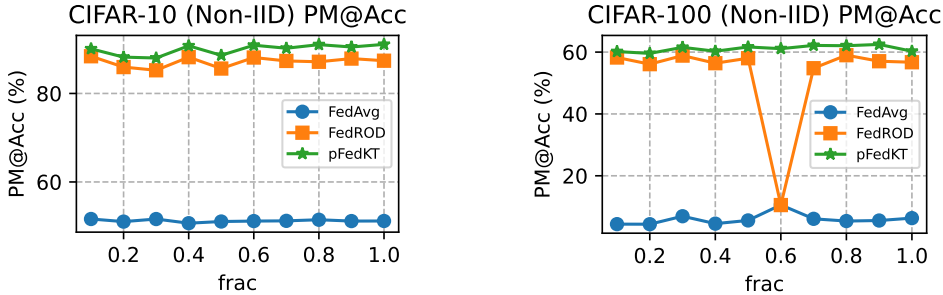 CIFAR-10 (Non-IID) PM@Acc
PM@Acc (%)
80
60
FedAvg
FedROD
pFedKT
0.2 0.4 0.6 0.8 1.0
frac
CIFAR-100 (Non-IID) PM@Acc
PM@Acc (%)
60
40
20
FedAvg
FedROD
pFedKT
0.2 0.4 0.6 0.8 1.0
frac